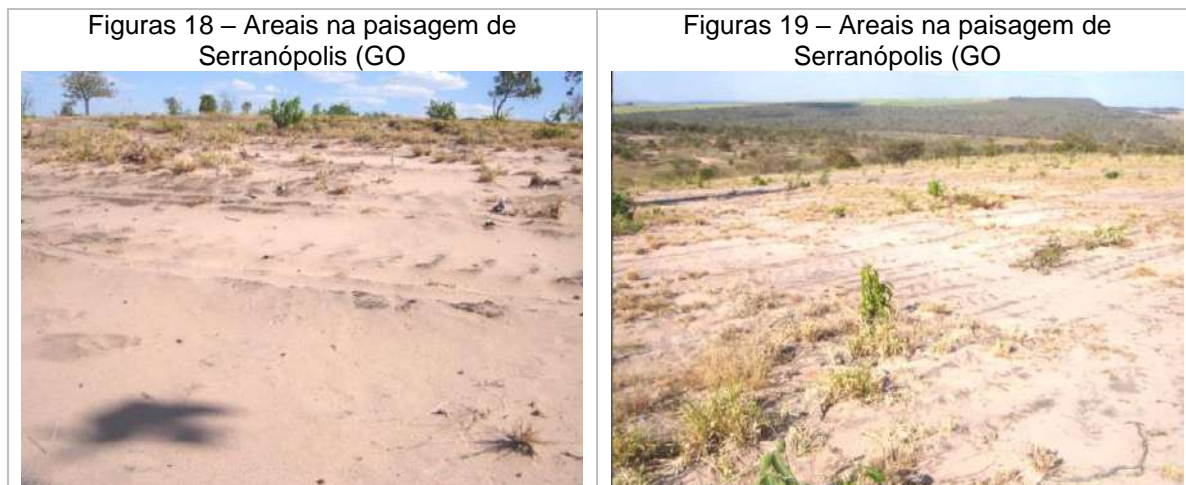 Figuras 18 – Areais na paisagem de
Serranópolis (GO
Figuras 19 – Areais na paisagem de
Serranópolis (GO